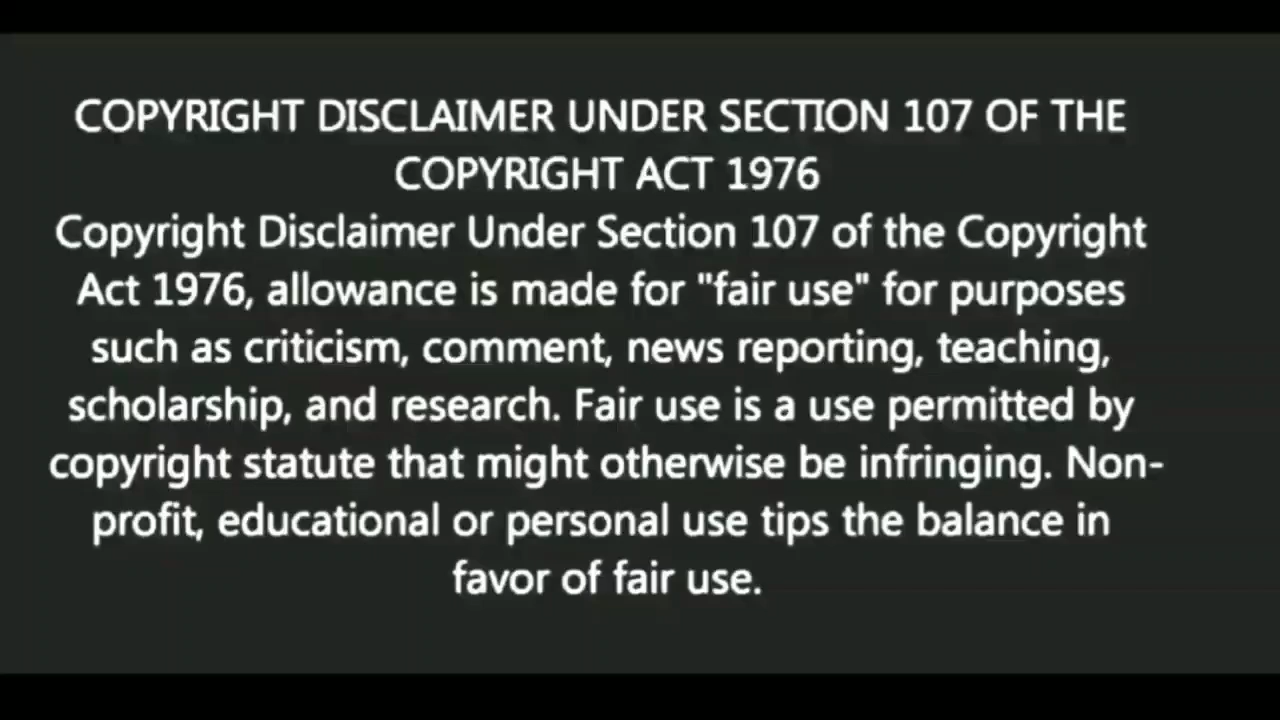 COPYRIGHT DISCLAIMER UNDER SECTION 107 OF THE
COPYRIGHT ACT 1976
Copyright Disclaimer Under Section 107 of the Copyright
Act 1976, allowance is made for "fair use" for purposes
such as criticism, comment, news reporting, teaching,
scholarship, and research. Fair use is a use permitted by
copyright statute that might otherwise be infringing. Non-
profit, educational or personal use tips the balance in
favor of fair use.